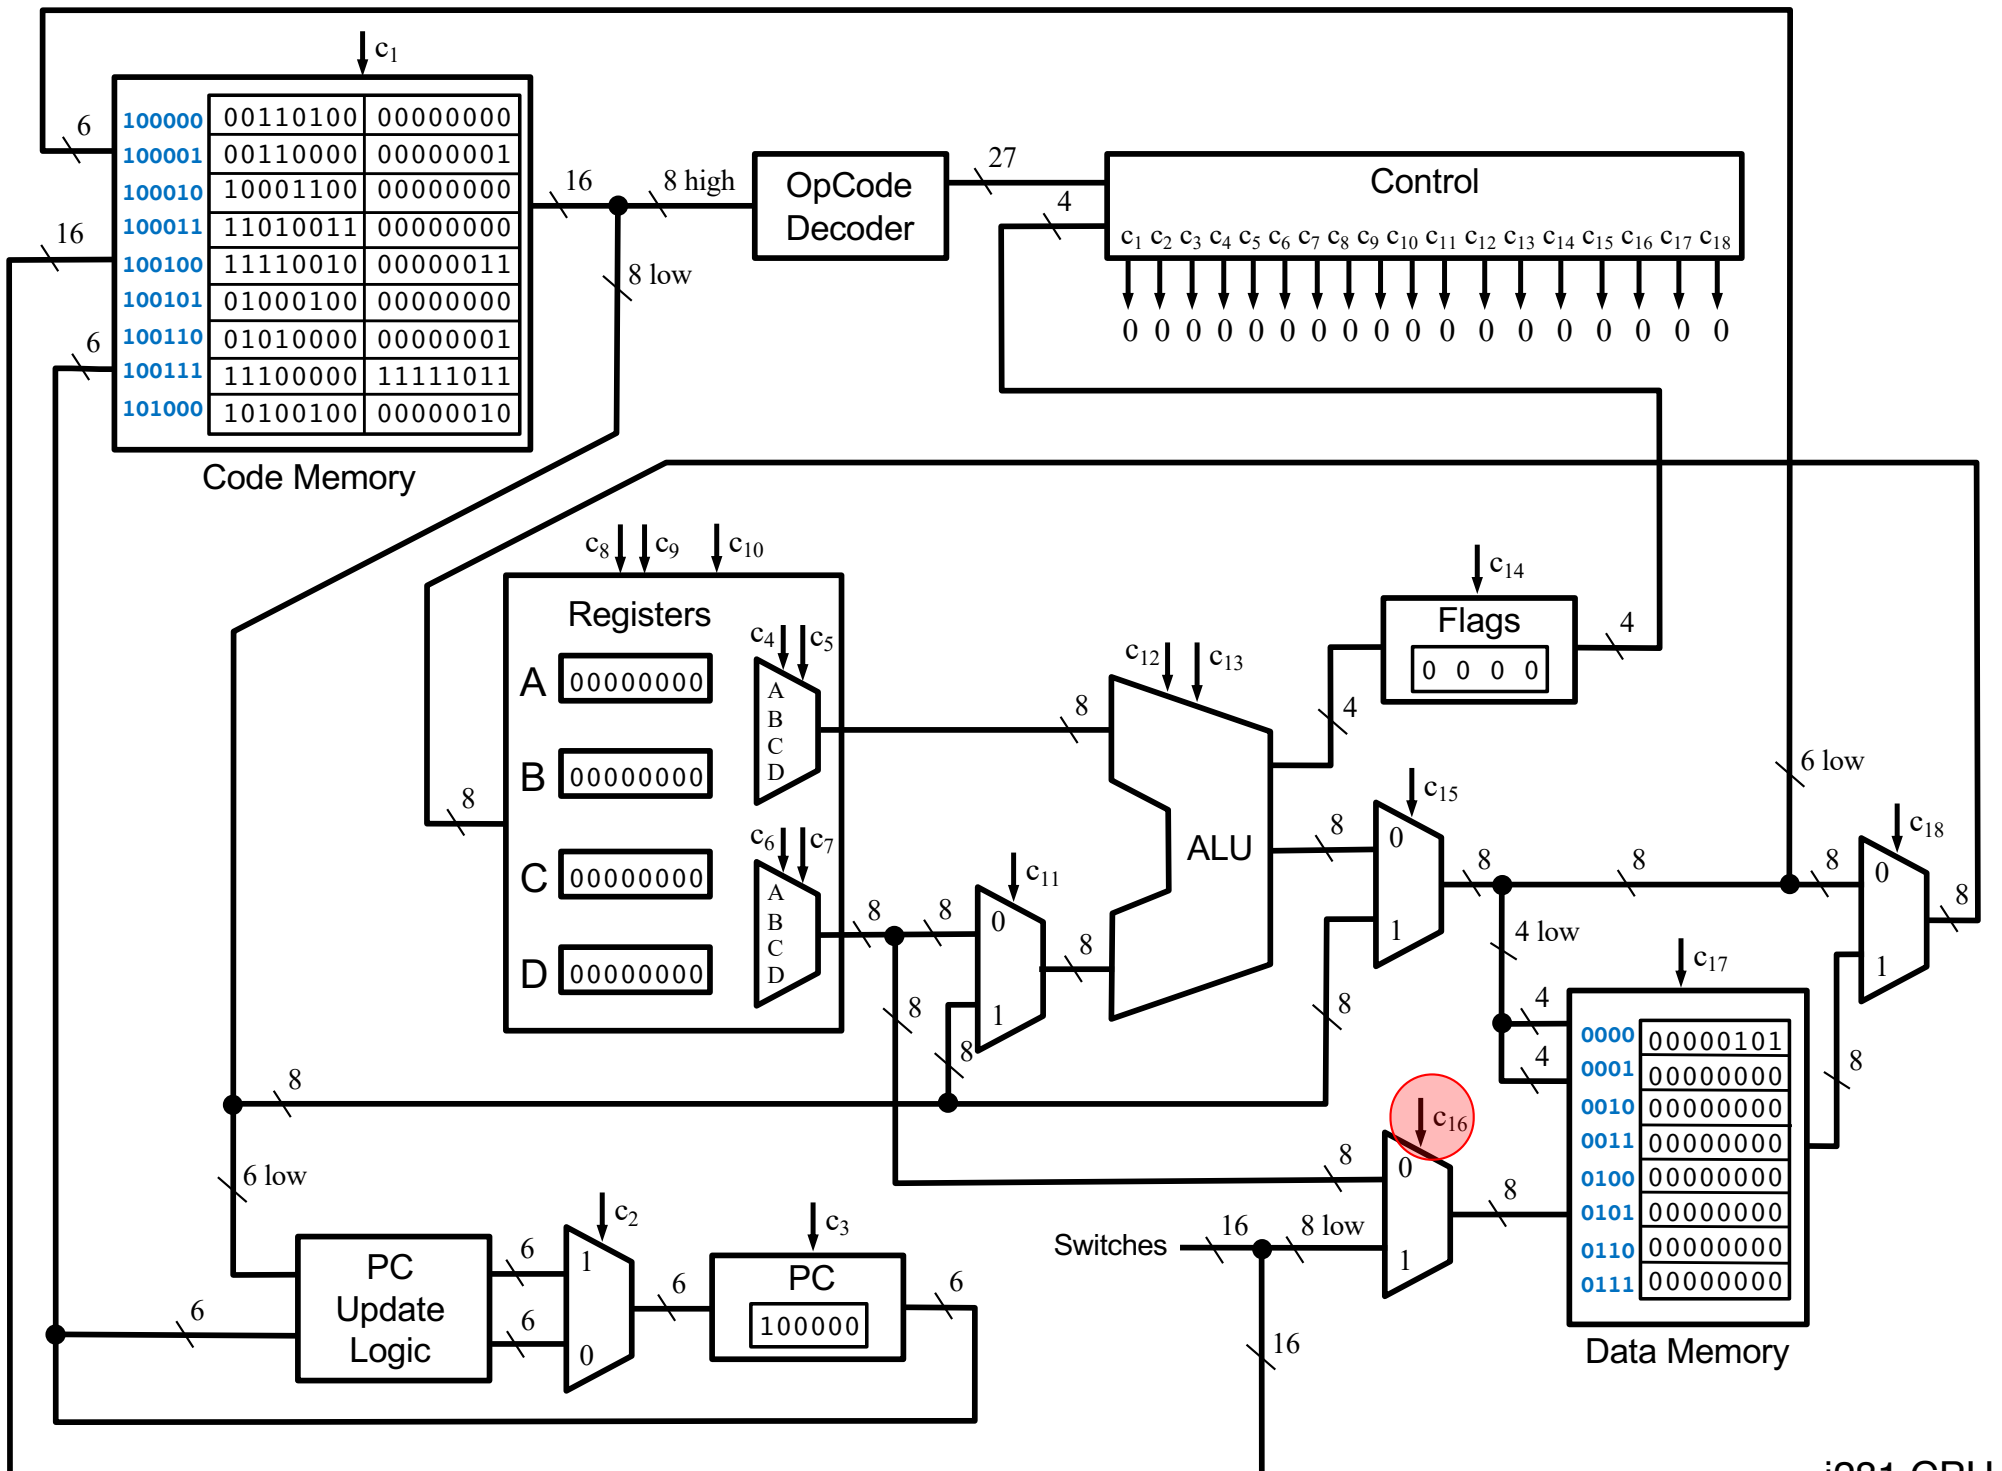 c1
100000 00110100 00000000
100001 00110000 00000001
100010 10001100 00000000
100011 11010011 00000000
100100 11110010 00000011
100101 01000100 00000000
100110 01010000 00000001
100111 11100000 11111011
101000 10100100 00000010
Code Memory
6
16
6
16
8 high
8 low
OpCode
Decoder
27
4
Control
c1 c2 c3 c4 c5 c6 c7 c8 c9 c10 c11 c12 c13 c14 c15 c16 c17 c18
0 0 0 0 0 0 0 0 0 0 0 0 0 0 0 0 0 0
c8 c9 c10
Registers
A 00000000
B 00000000
C 00000000
D 00000000
8
c4 c5
A
B
C
D
c6 c7
A
B
C
D
8
8
8
8
c11
0
1
8
8
c12 c13
ALU
4
c14
Flags
0 0 0 0
4
8
c15
0
1
8
8
8
6 low
8
4 low
4
4
c18
0
1
8
c17
0000 00000101
0001 00000000
0010 00000000
0011 00000000
0100 00000000
0101 00000000
0110 00000000
0111 00000000
Data Memory
8
8
8
c16
0
1
8
Switches
16
8 low
16
6 low
PC
Update
Logic
6
6
6
c2
1
0
6
c3
PC
100000
6